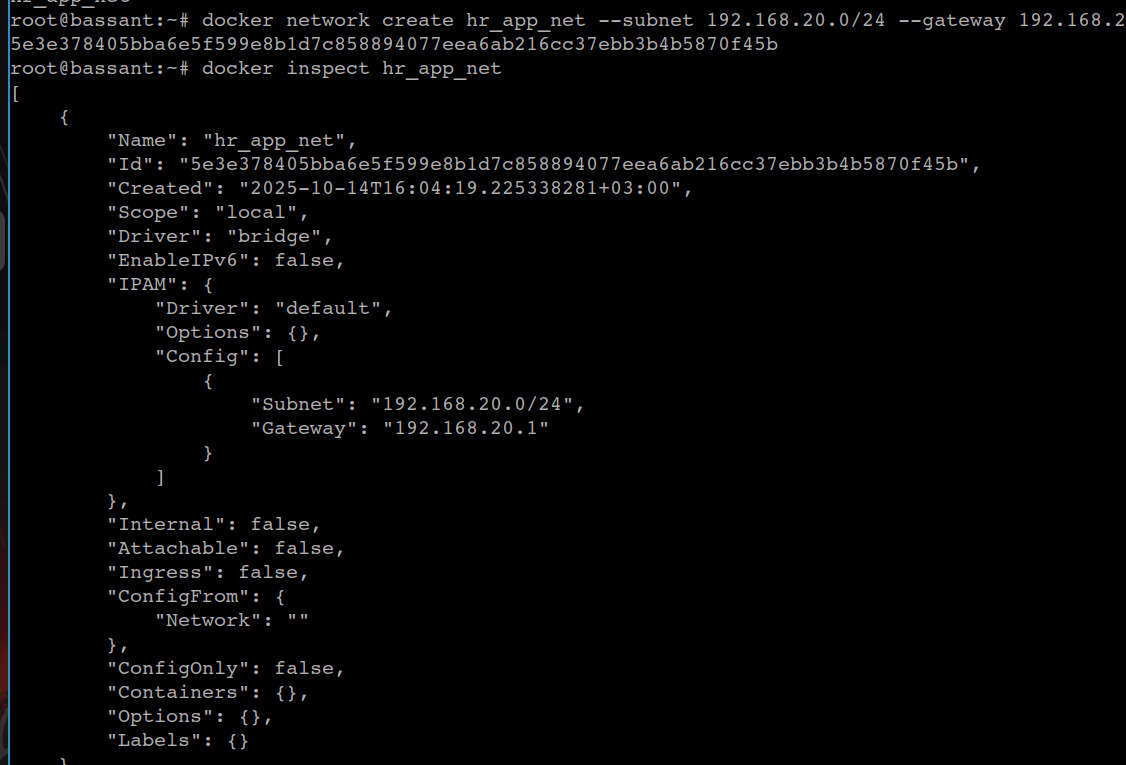 root@bassant:~# docker network create hr_app_net --subnet 192.168.20.0/24 --gateway 192.168.2
5e3e378405bba6e5f599e8b1d7c858894077eea6ab216cc37ebb3b4b5870f45b
root@bassant:~# docker inspect hr_app_net
[
    {
        "Name": "hr_app_net",
        "Id": "5e3e378405bba6e5f599e8b1d7c858894077eea6ab216cc37ebb3b4b5870f45b",
        "Created": "2025-10-14T16:04:19.225338281+03:00",
        "Scope": "local",
        "Driver": "bridge",
        "EnableIPv6": false,
        "IPAM": {
            "Driver": "default",
            "Options": {},
            "Config": [
                {
                    "Subnet": "192.168.20.0/24",
                    "Gateway": "192.168.20.1"
                }
            ]
        },
        "Internal": false,
        "Attachable": false,
        "Ingress": false,
        "ConfigFrom": {
            "Network": ""
        },
        "ConfigOnly": false,
        "Containers": {},
        "Options": {},
        "Labels": {}
    }